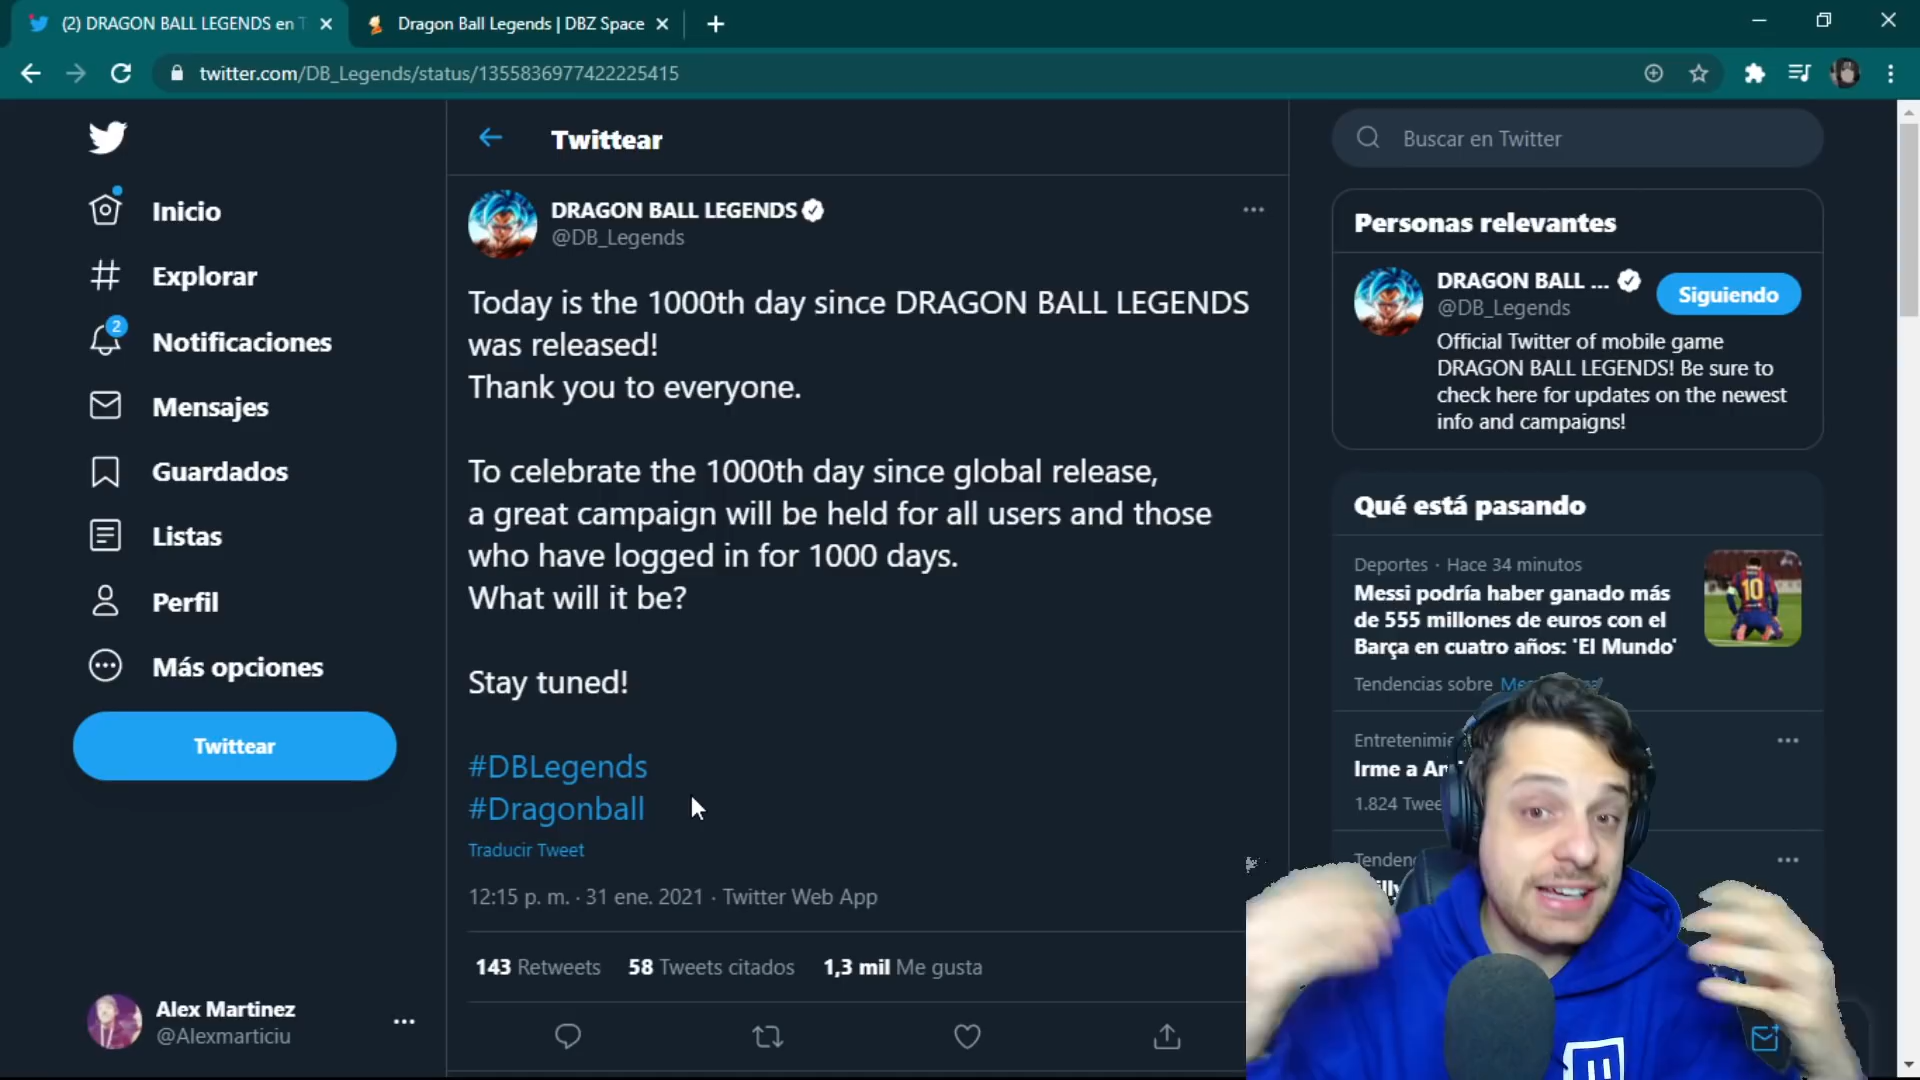 (2) DRAGON BALL LEGENDS en
Dragon Ball Legends | DBZ Space
twitter.com/DB_Legends/status/1355836977422225415
Inicio
Explorar
2
Notificaciones
Mensajes
Guardados
Listas
Perfil
Más opciones
Twittear
Alex Martinez
@Alexmarticiu
Twittear
DRAGON BALL LEGENDS
@DB_Legends
Today is the 1000th day since DRAGON BALL LEGENDS
was released!
Thank you to everyone.
To celebrate the 1000th day since global release,
a great campaign will be held for all users and those
who have logged in for 1000 days.
What will it be?
Stay tuned!
#DBLegends
#Dragonball
Traducir Tweet
12:15 p. m. · 31 ene. 2021 · Twitter Web App
143 Retweets 58 Tweets citados 1,3 mil Me gusta
Buscar en Twitter
Personas relevantes
DRAGON BALL ...
@DB_Legends
Siguiendo
Official Twitter of mobile game
DRAGON BALL LEGENDS! Be sure to
check here for updates on the newest
info and campaigns!
Qué está pasando
Deportes · Hace 34 minutos
Messi podría haber ganado más
de 555 millones de euros con el
Barça en cuatro años: 'El Mundo'
10
Tendencias sobre
Irme a
1.824